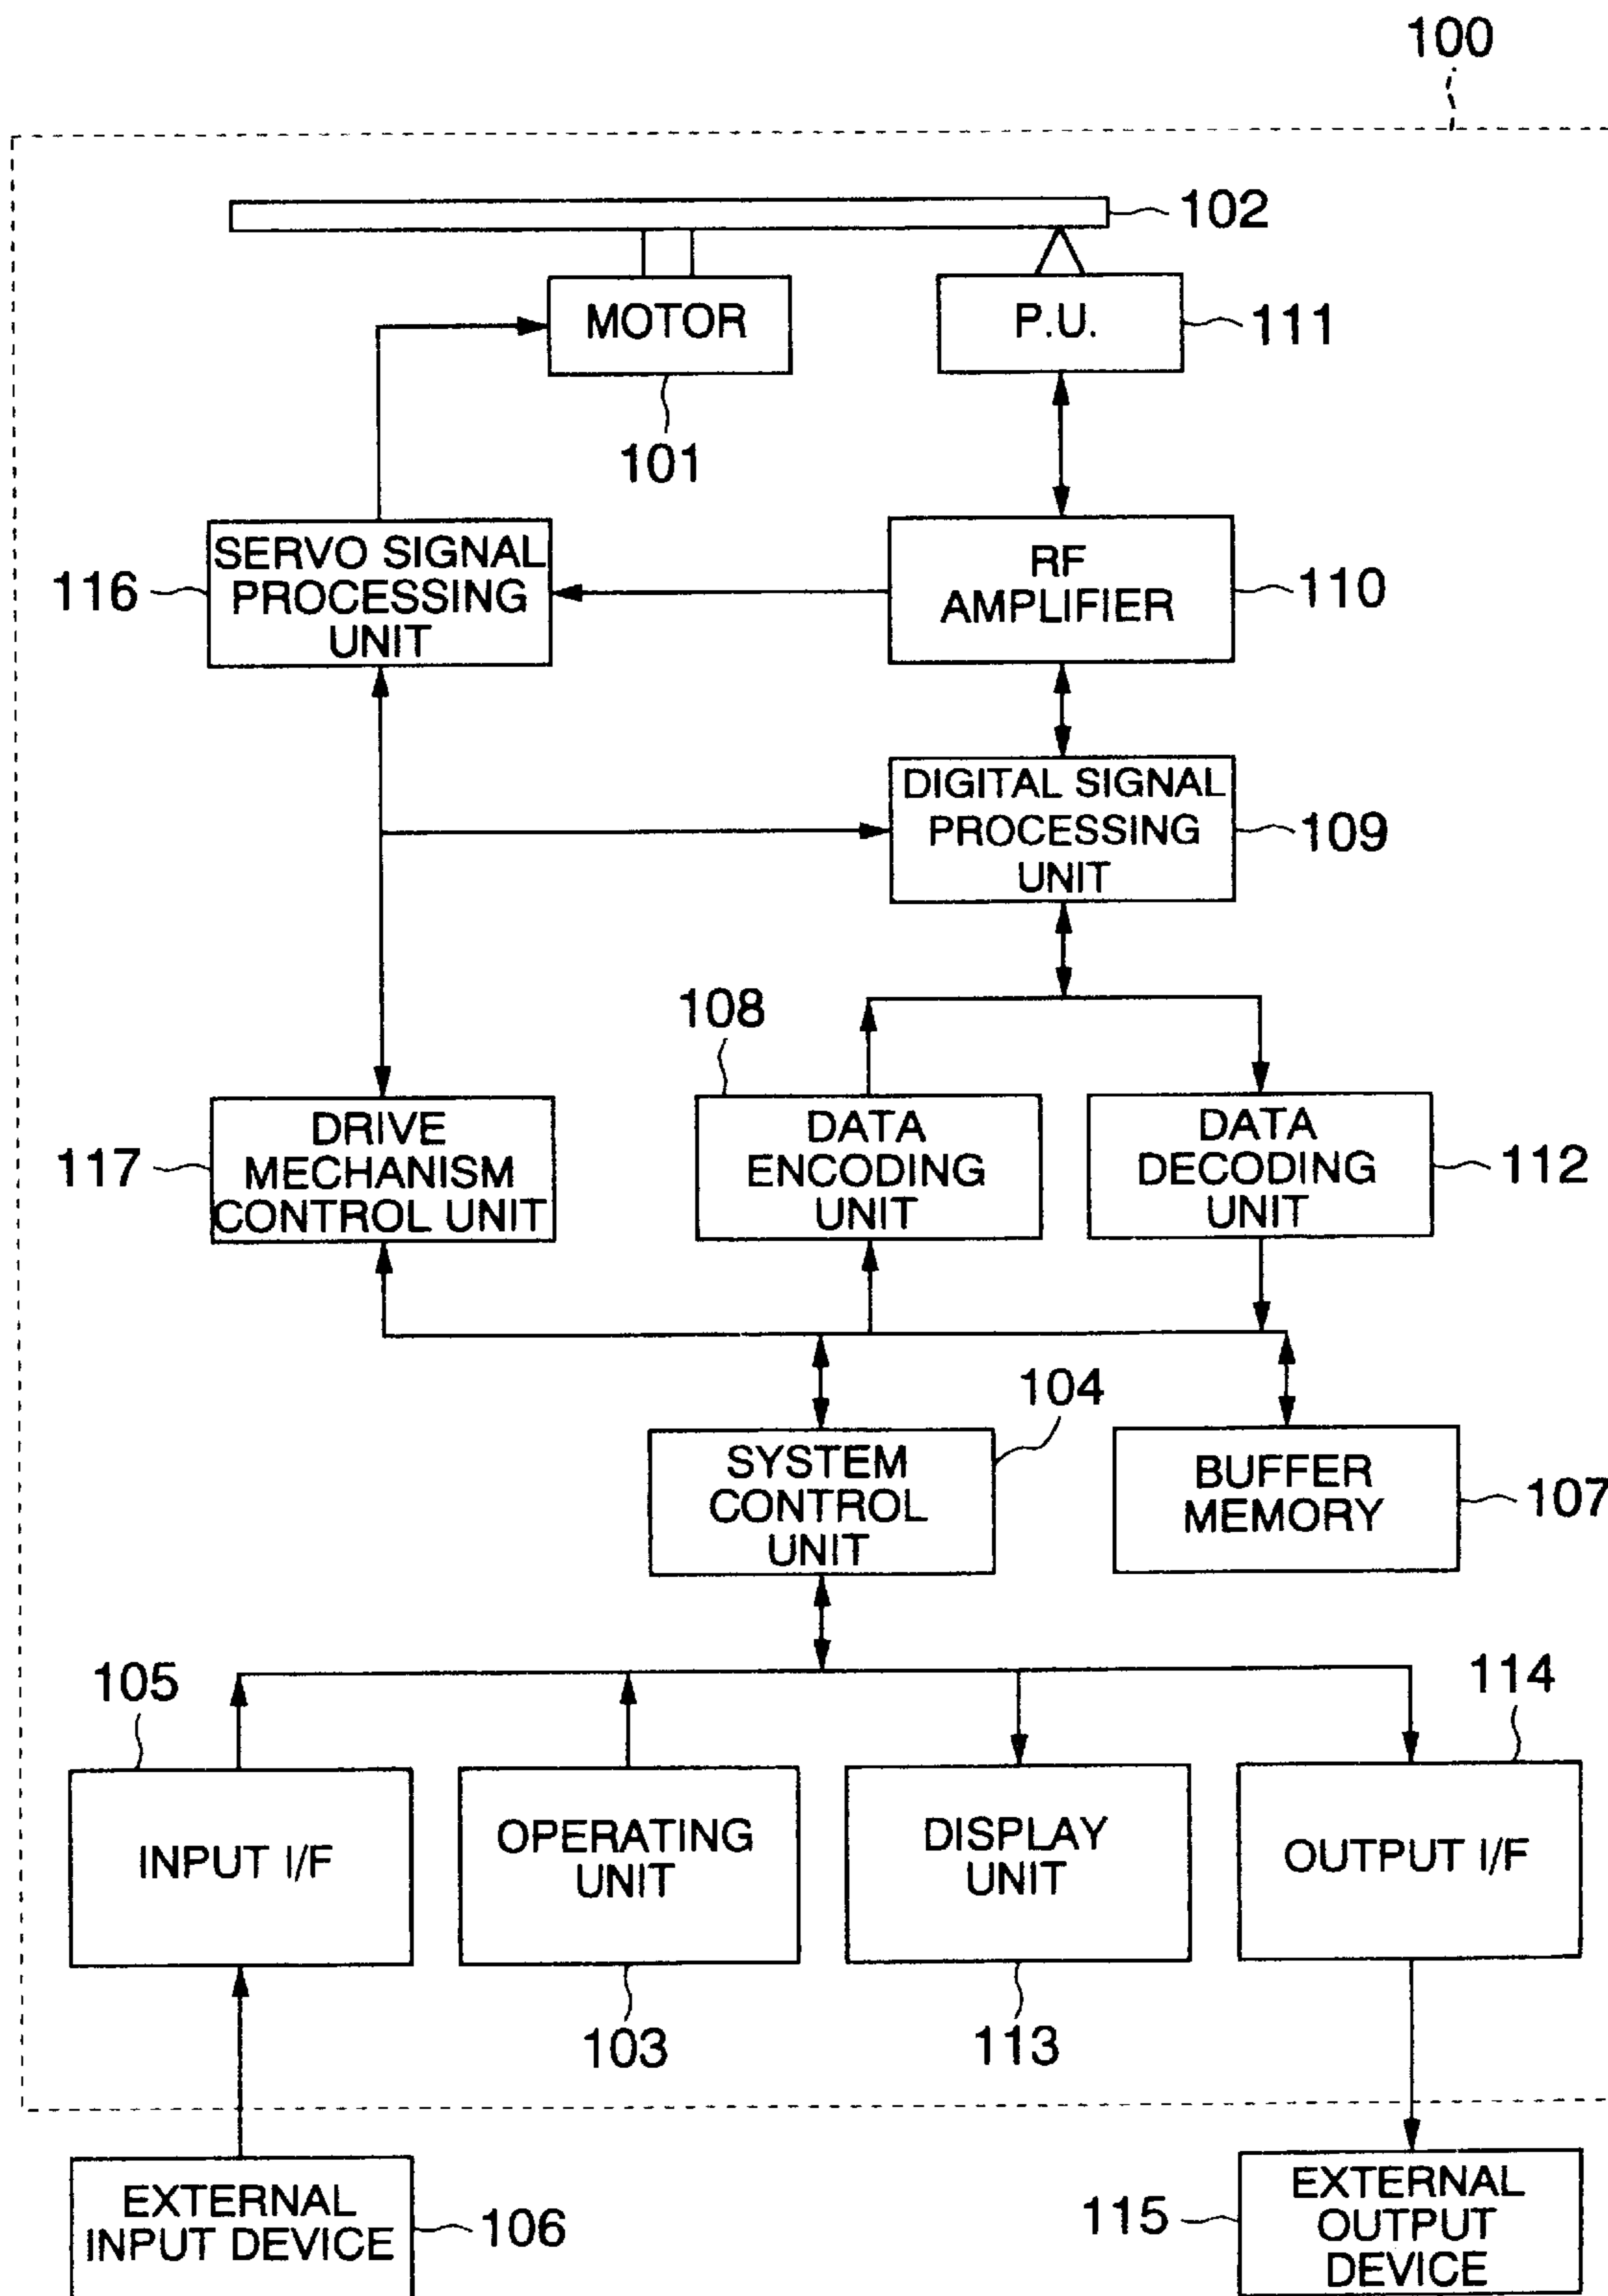 100
102
MOTOR
P.U.
111
101
SERVO SIGNAL
PROCESSING
UNIT
116
RF
AMPLIFIER
110
DIGITAL SIGNAL
PROCESSING
UNIT
109
108
DRIVE
MECHANISM
CONTROL UNIT
117
DATA
ENCODING
UNIT
DATA
DECODING
UNIT
112
104
SYSTEM
CONTROL
UNIT
BUFFER
MEMORY
107
105
114
INPUT I/F
OPERATING
UNIT
DISPLAY
UNIT
OUTPUT I/F
103
113
EXTERNAL
INPUT DEVICE
106
115
EXTERNAL
OUTPUT
DEVICE